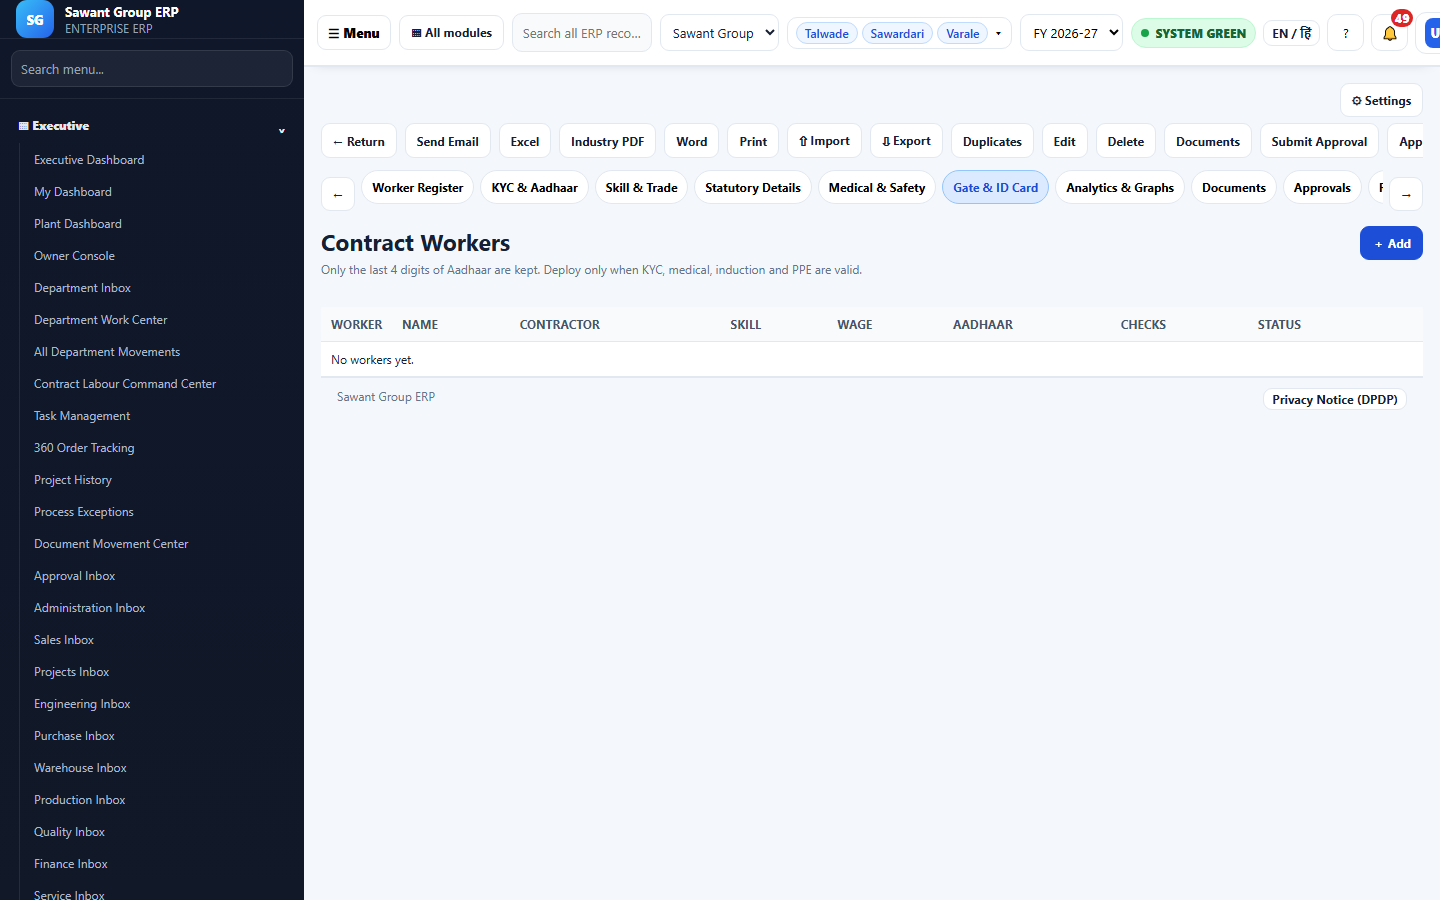 SG
Sawant Group ERP
ENTERPRISE ERP
Search menu...
Executive
Executive Dashboard
My Dashboard
Plant Dashboard
Owner Console
Department Inbox
Department Work Center
All Department Movements
Contract Labour Command Center
Task Management
360 Order Tracking
Project History
Process Exceptions
Document Movement Center
Approval Inbox
Administration Inbox
Sales Inbox
Projects Inbox
Engineering Inbox
Purchase Inbox
Warehouse Inbox
Production Inbox
Quality Inbox
Finance Inbox
Service Inbox
☰ Menu
All modules
Search all ERP reco...
Sawant Group
Talwade Sawardari Varale
FY 2026-27
SYSTEM GREEN
EN / हिं
?
49
U
⚙ Settings
← Return Send Email Excel Industry PDF Word Print ⇧ Import ⇩ Export Duplicates Edit Delete Documents Submit Approval App
← Worker Register KYC & Aadhaar Skill & Trade Statutory Details Medical & Safety Gate & ID Card Analytics & Graphs Documents Approvals →
Contract Workers
+ Add
Only the last 4 digits of Aadhaar are kept. Deploy only when KYC, medical, induction and PPE are valid.
WORKER NAME CONTRACTOR SKILL WAGE AADHAAR CHECKS STATUS
No workers yet.
Sawant Group ERP
Privacy Notice (DPDP)